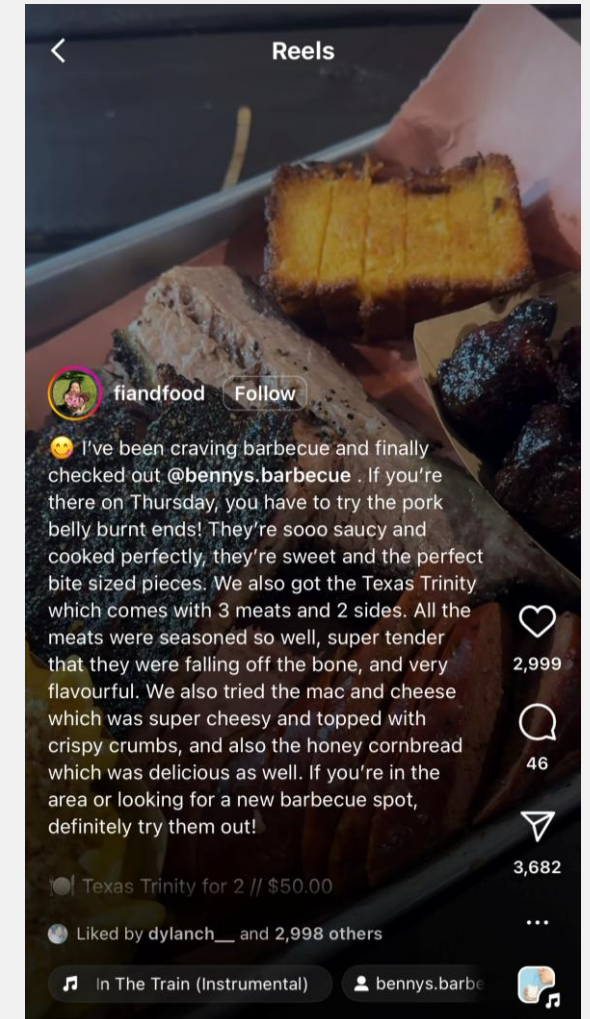 Reels
fiandfood Follow
😋 I've been craving barbecue and finally
checked out @bennys.barbecue . If you're
there on Thursday, you have to try the pork
belly burnt ends! They're sooo saucy and
cooked perfectly, they're sweet and the perfect
bite sized pieces. We also got the Texas Trinity
which comes with 3 meats and 2 sides. All the
meats were seasoned so well, super tender
that they were falling off the bone, and very
flavourful. We also tried the mac and cheese
which was super cheesy and topped with
crispy crumbs, and also the honey cornbread
which was delicious as well. If you're in the
area or looking for a new barbecue spot,
definitely try them out!
🍽️ Texas Trinity for 2 // $50.00
Liked by dylanch__ and 2,998 others
In The Train (Instrumental)
bennys.barbe
2,999
46
3,682